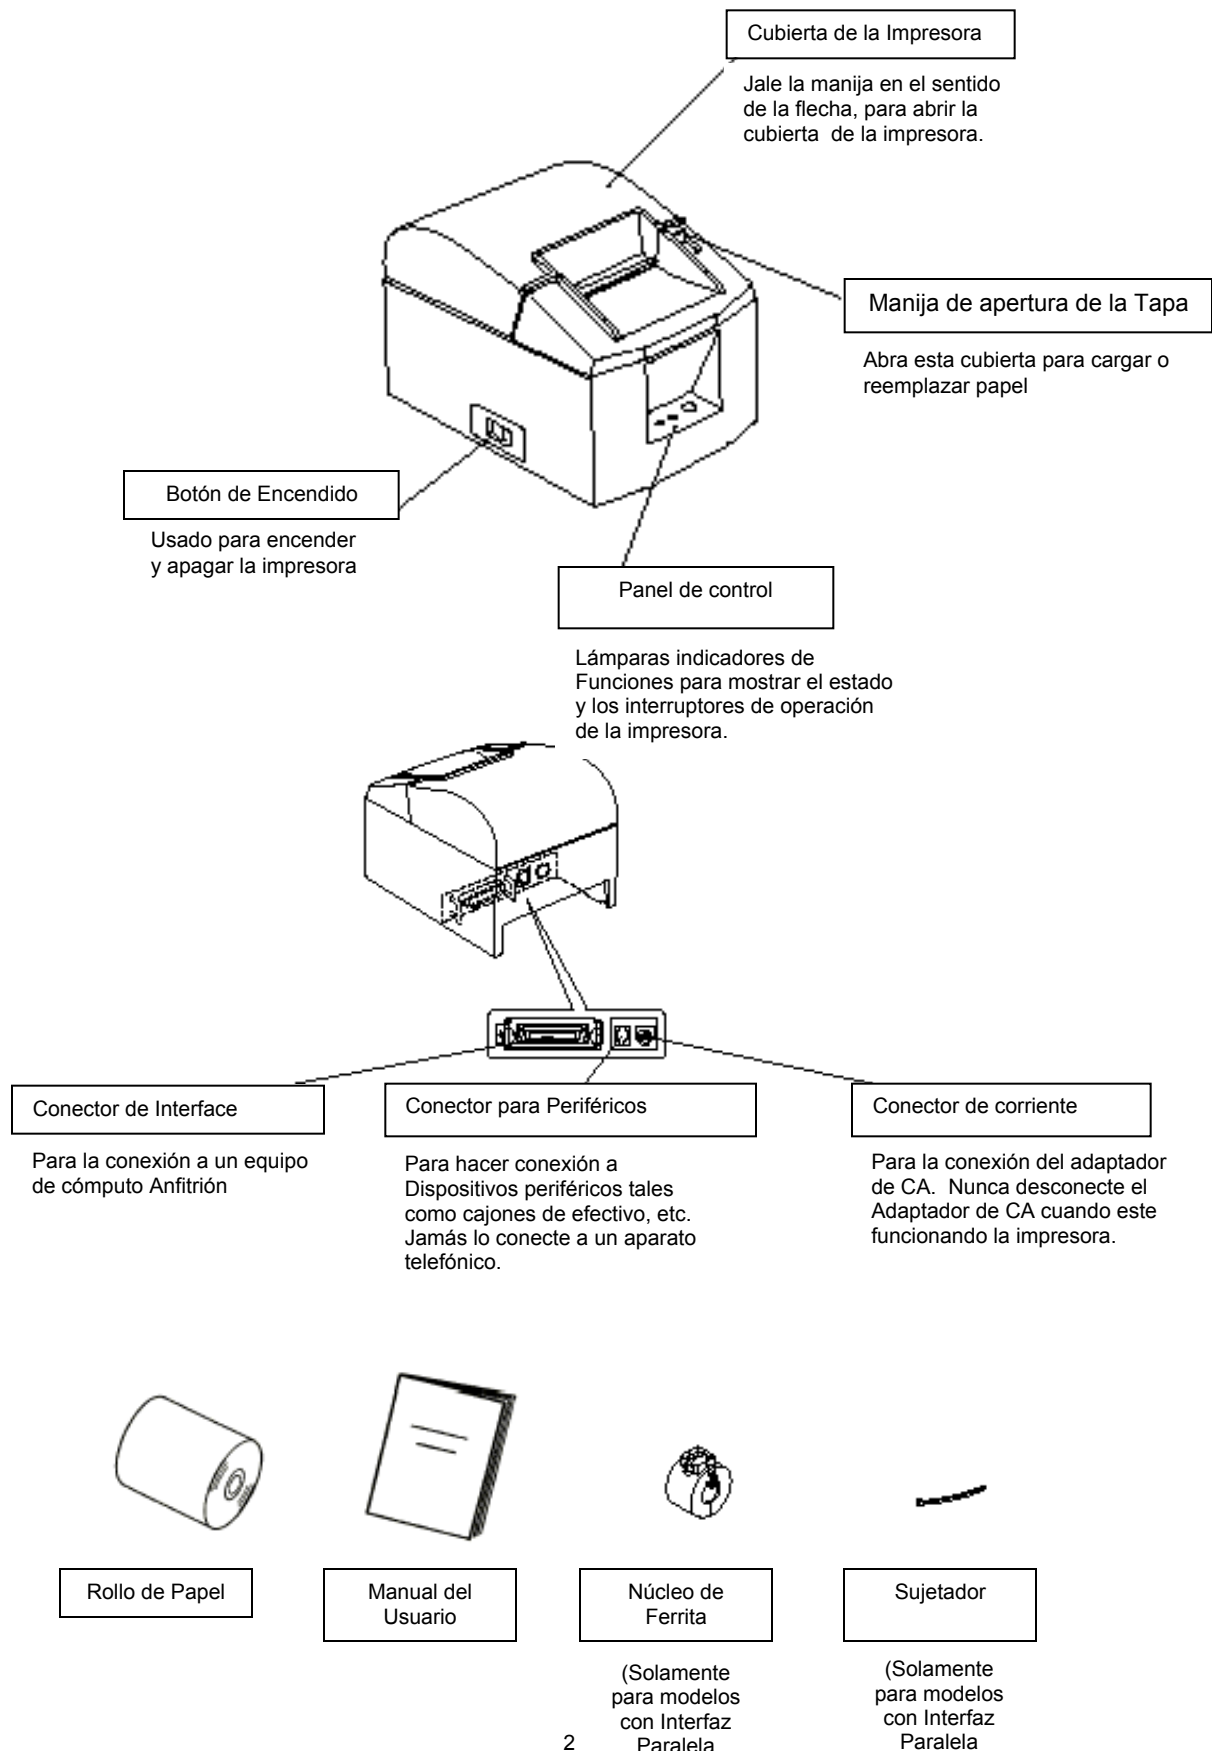 Cubierta de la Impresora
Jale la manija en el sentido
de la flecha, para abrir la
cubierta de la impresora.
Manija de apertura de la Tapa
Abra esta cubierta para cargar o
reemplazar papel
Botón de Encendido
Usado para encender
y apagar la impresora
Panel de control
Lámparas indicadores de
Funciones para mostrar el estado
y los interruptores de operación
de la impresora.
Conector de Interface
Para la conexión a un equipo
de cómputo Anfitrión
Conector para Periféricos
Para hacer conexión a
Dispositivos periféricos tales
como cajones de efectivo, etc.
Jamás lo conecte a un aparato
telefónico.
Conector de corriente
Para la conexión del adaptador
de CA. Nunca desconecte el
Adaptador de CA cuando este
funcionando la impresora.
Rollo de Papel
Manual del
Usuario
Núcleo de
Ferrita
(Solamente
para modelos
con Interfaz
Paralela
Sujetador
(Solamente
para modelos
con Interfaz
Paralela
2